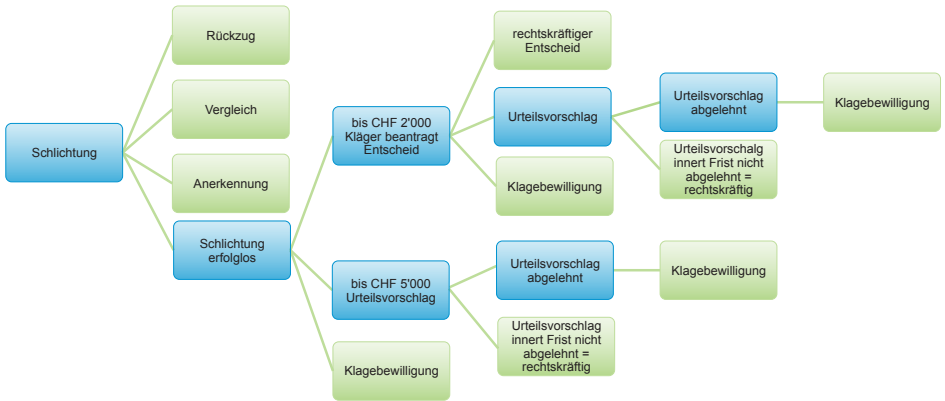 Schlichtung
Rückzug
Vergleich
Anerkennung
Schlichtung
erfolglos
bis CHF 2'000
Kläger beantragt
Entscheid
bis CHF 5'000
Urteilsvorschlag
Klagebewilligung
rechtskräftiger
Entscheid
Urteilsvorschlag
Klagebewilligung
Urteilsvorschlag
abgelehnt
Urteilsvorschalg
innert Frist nicht
abgelehnt =
rechtskräftig
Klagebewilligung
Urteilsvorschlag
abgelehnt
Urteilsvorschlag
innert Frist nicht
abgelehnt =
rechtskräftig
Klagebewilligung